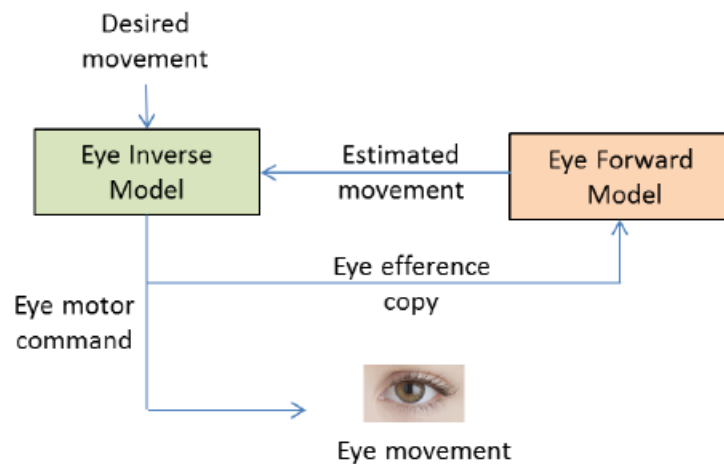 Desired
movement
Eye Inverse
Model
Estimated
movement
Eye Forward
Model
Eye efference
copy
Eye motor
command
Eye movement